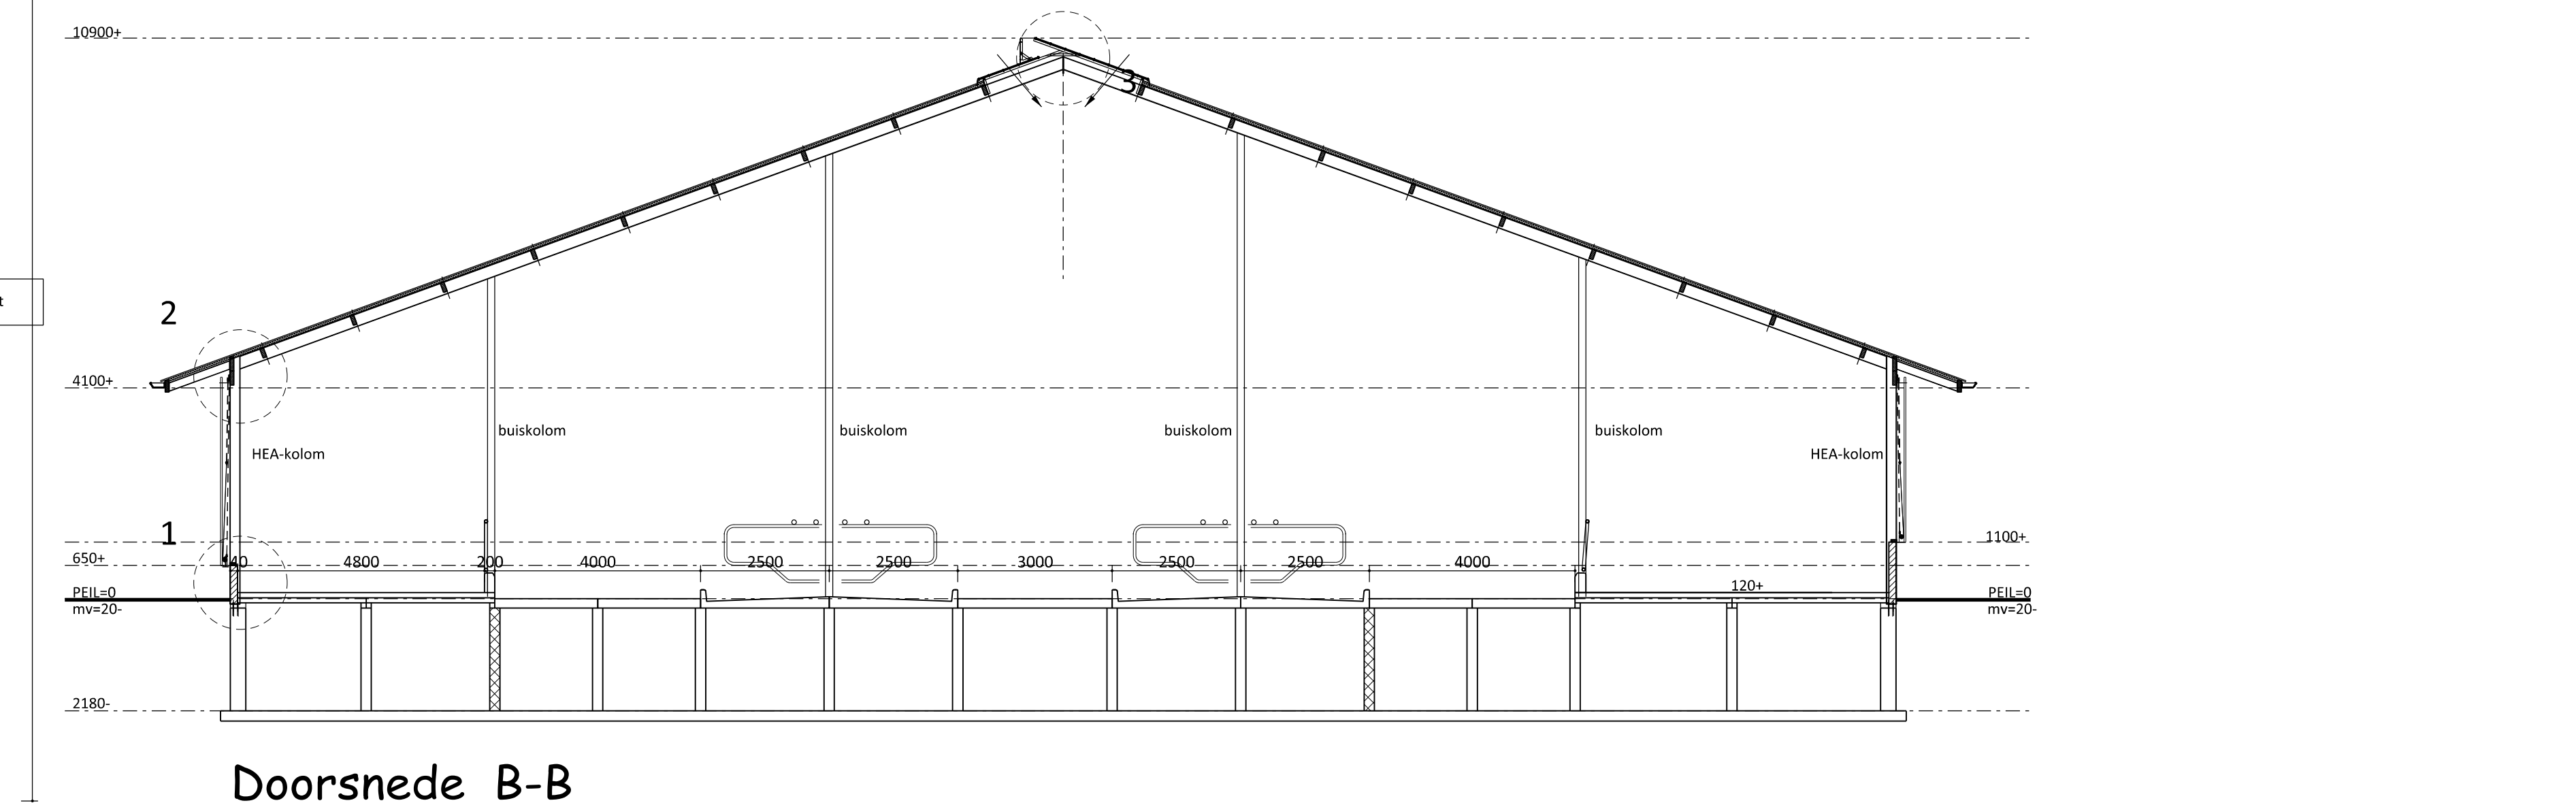 10900+
3
t
2
4100+
buiskolom
buiskolom
buiskolom
buiskolom
HEA-kolom
HEA-kolom
1
1100+
650+
40
4800
200
4000
2500
2500
3000
2500
2500
4000
120+
PEIL=0
PEIL=0
mv=20-
mv=20-
2180-
Doorsnede B-B